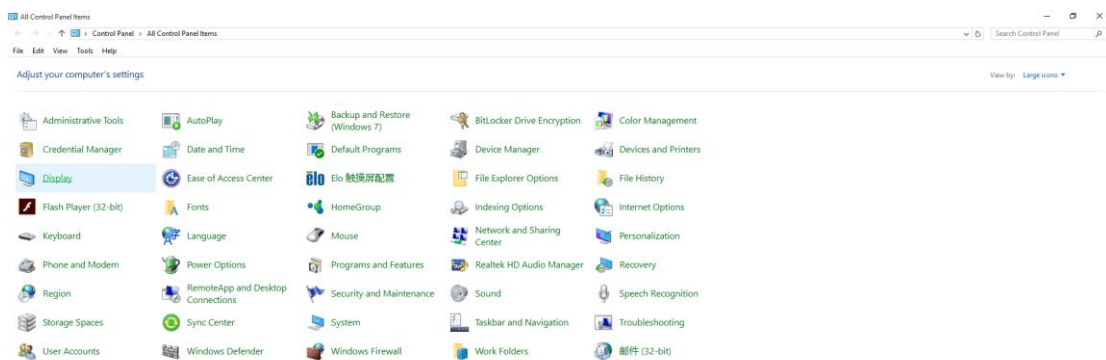 All Control Panel Items
Control Panel > All Control Panel Items
Search Control Panel
File Edit View Tools Help
Adjust your computer's settings
View by: Large icons
Administrative Tools
AutoPlay
Backup and Restore
(Windows 7)
BitLocker Drive Encryption
Color Management
Credential Manager
Date and Time
Default Programs
Device Manager
Devices and Printers
Display
Ease of Access Center
elo
Elo 触摸屏配置
File Explorer Options
File History
Flash Player (32-bit)
Fonts
HomeGroup
Indexing Options
Internet Options
Keyboard
Language
Mouse
Network and Sharing
Center
Personalization
Phone and Modem
Power Options
Programs and Features
Realtek HD Audio Manager
Recovery
Region
RemoteApp and Desktop
Connections
Security and Maintenance
Sound
Speech Recognition
Storage Spaces
Sync Center
System
Taskbar and Navigation
Troubleshooting
User Accounts
Windows Defender
Windows Firewall
Work Folders
邮件 (32-bit)